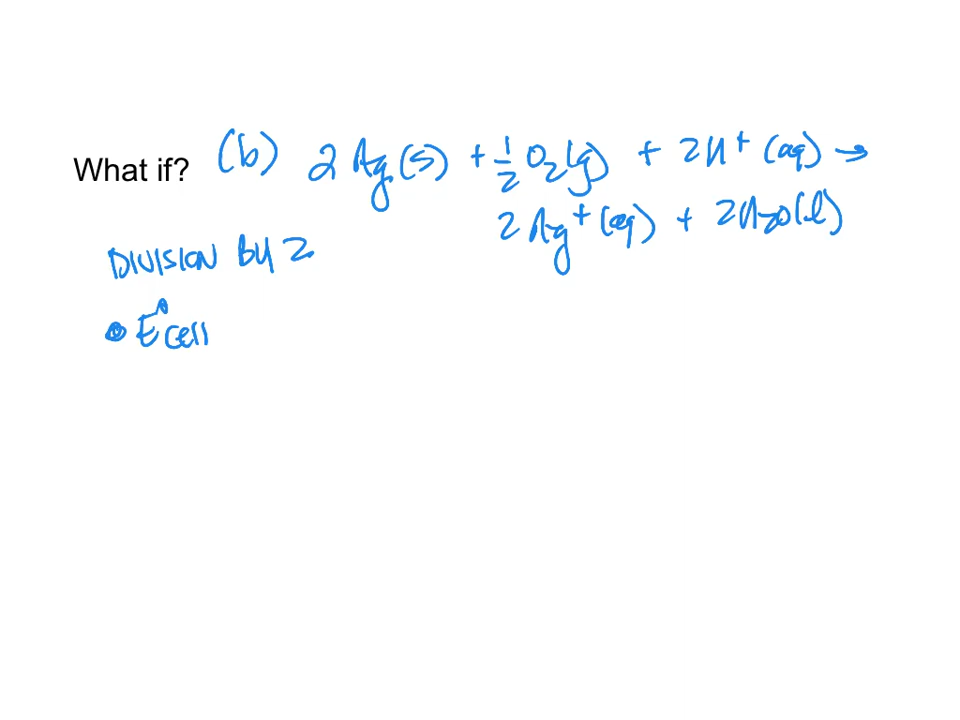 What if? (b) 2 Ag(s) + 1/2 O₂(g) + 2H⁺(aq) →
2 Ag⁺(aq) + 2H₂O(l)
DIVISION BY 2
• E°cell